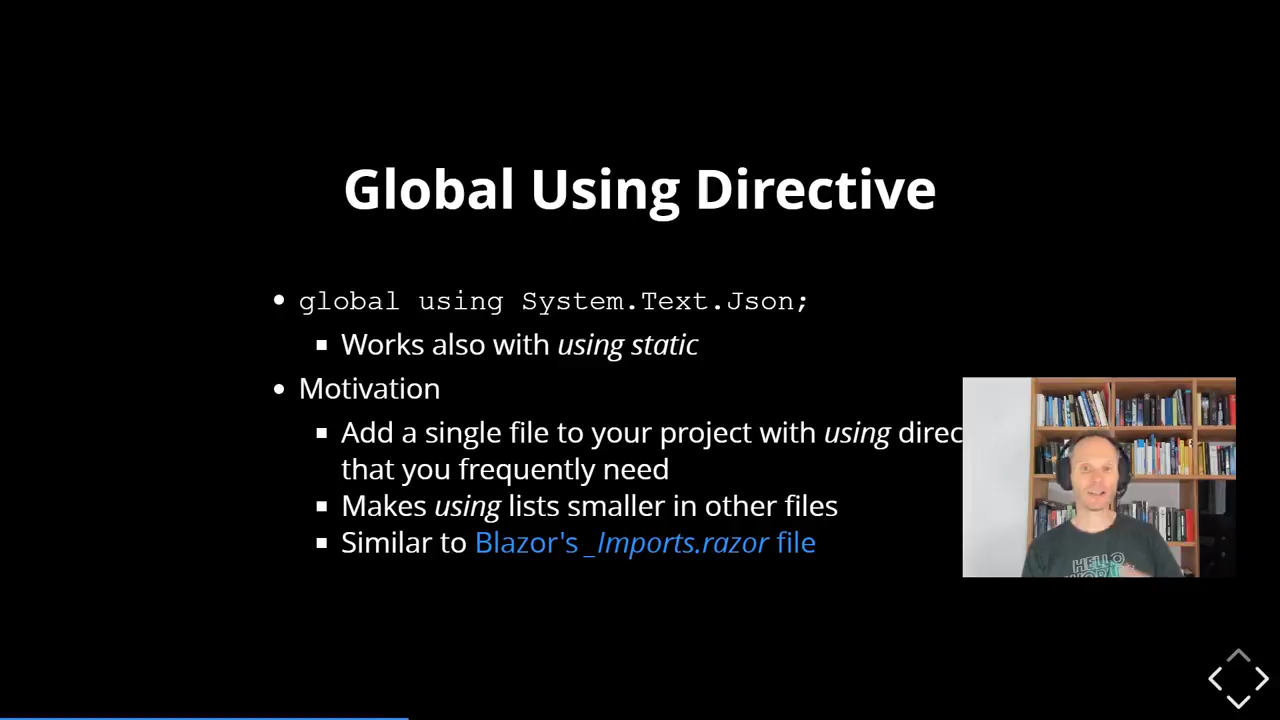 Global Using Directive
global using System.Text.Json;
Works also with using static
Motivation
Add a single file to your project with using direc
that you frequently need
Makes using lists smaller in other files
Similar to Blazor's _Imports.razor file
HELLO